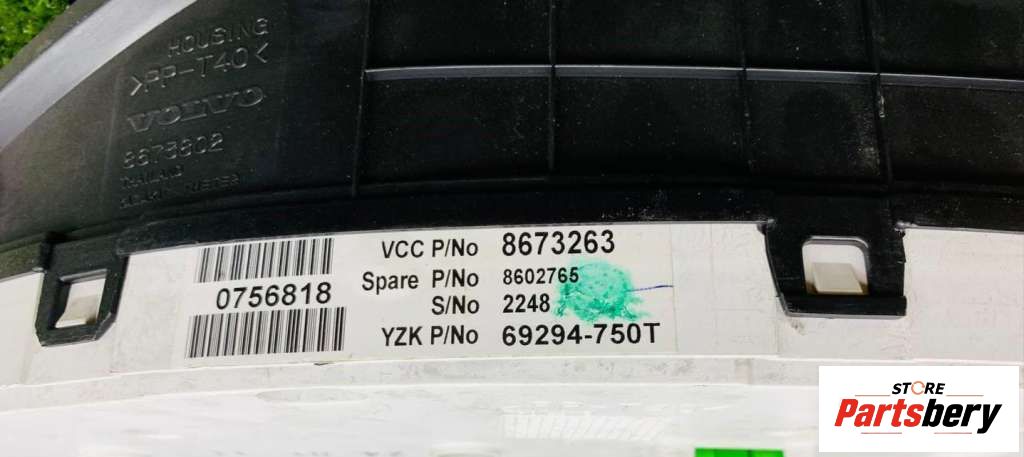 HOUSING
>PP-T40<
VOLVO
VCC P/No 8673263
Spare P/No 8602765
S/No 2248
YZK P/No 69294-750T
0756818
STORE
Partsbery